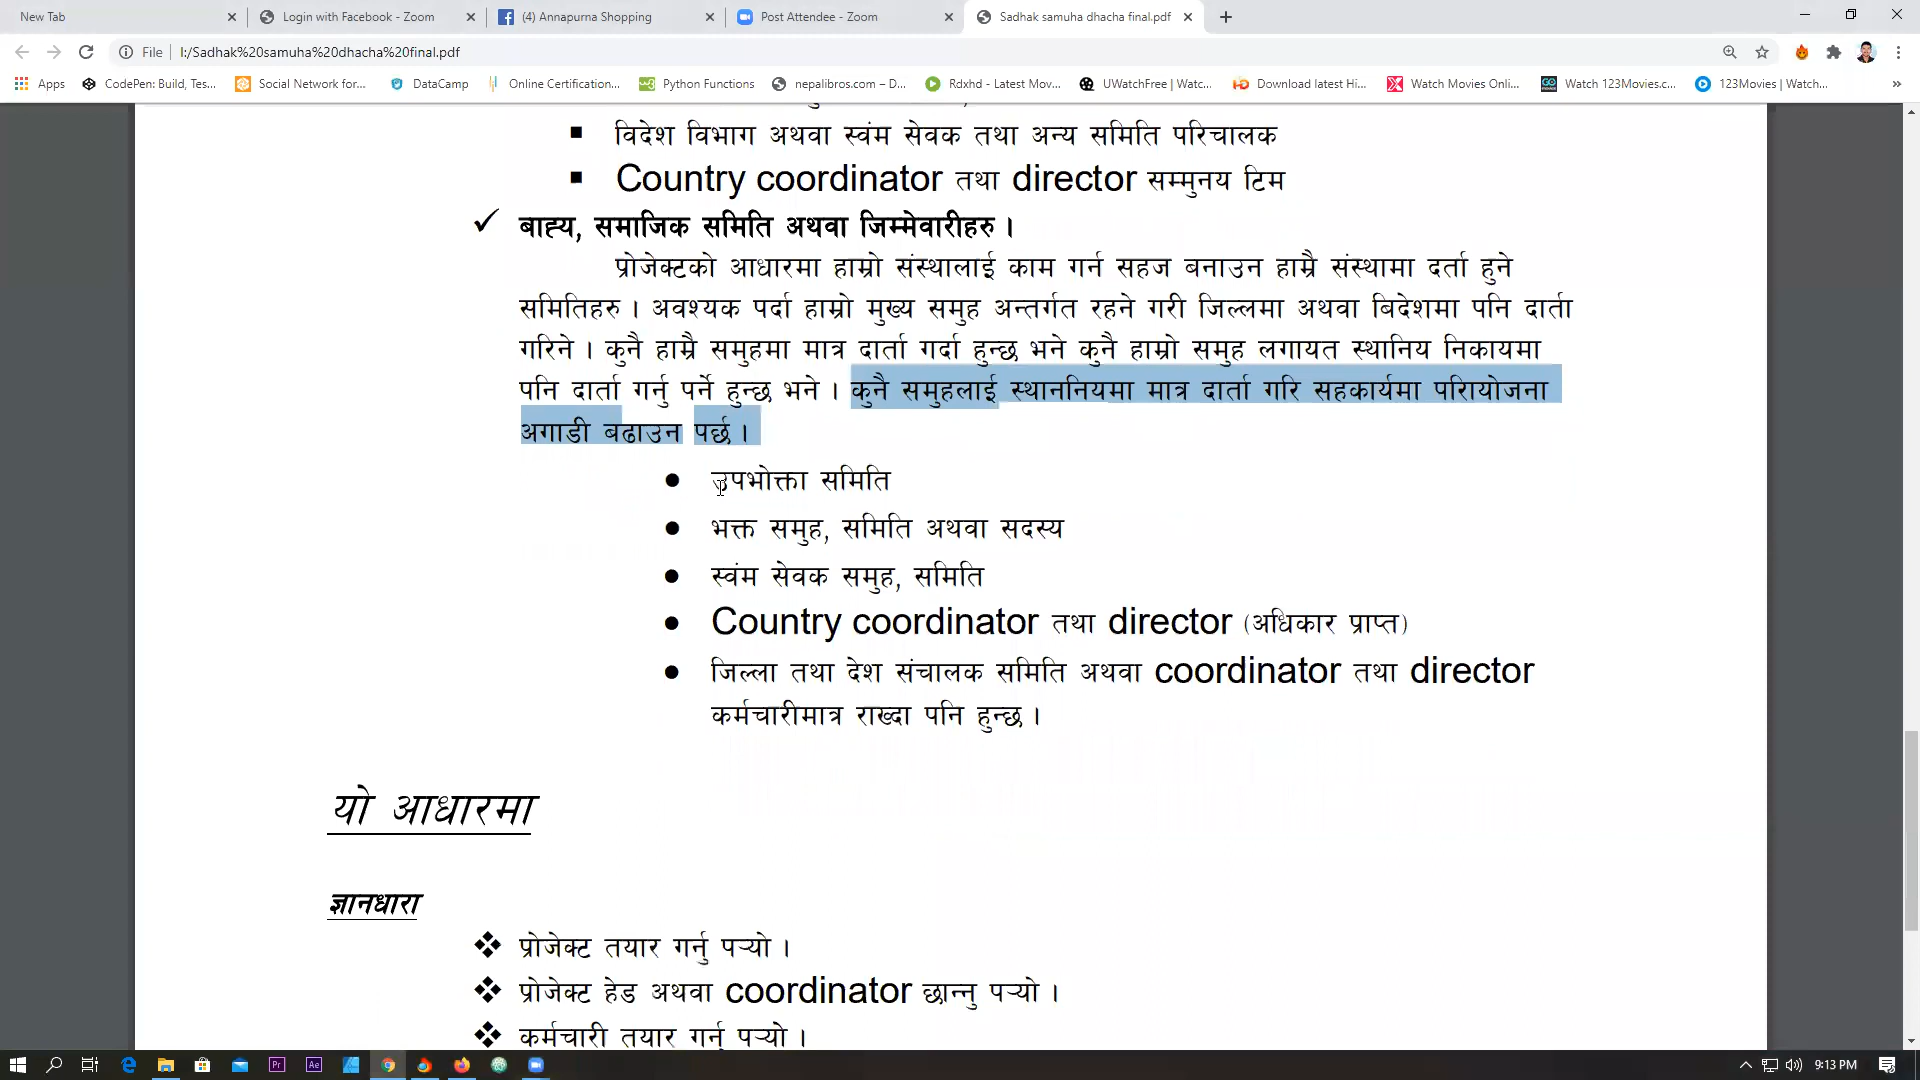 New Tab
Login with Facebook - Zoom
(4) Annapurna Shopping
Post Attendee - Zoom
Sadhak samuha dhacha final.pdf
File
I:/Sadhak%20samuha%20dhacha%20final.pdf
Apps
CodePen: Build, Tes...
Social Network for...
DataCamp
Online Certification...
Python Functions
nepalibros.com – D...
Rdxhd - Latest Mov...
UWatchFree | Watc...
Download latest Hi...
Watch Movies Onli...
Watch 123Movies.c...
123Movies | Watch...
विदेश विभाग अथवा स्वंम सेवक तथा अन्य समिति परिचालक
Country coordinator तथा director सम्मुनय टिम
बाह्य, समाजिक समिति अथवा जिम्मेवारीहरु ।
प्रोजेक्टको आधारमा हाम्रो संस्थालाई काम गर्न सहज बनाउन हाम्रै संस्थामा दर्ता हुने
समितिहरु । अवश्यक पर्दा हाम्रो मुख्य समुह अन्तर्गत रहने गरी जिल्लमा अथवा बिदेशमा पनि दार्ता
गरिने । कुनै हाम्रै समुहमा मात्र दार्ता गर्दा हुन्छ भने कुनै हाम्रो समुह लगायत स्थानिय निकायमा
पनि दार्ता गर्नु पर्ने हुन्छ भने । कुनै समुहलाई स्थाननियमा मात्र दार्ता गरि सहकार्यमा परिायोजना
अगाडी बढाउन पर्छ ।
उपभोक्ता समिति
भक्त समुह, समिति अथवा सदस्य
स्वंम सेवक समुह, समिति
Country coordinator तथा director (अधिकार प्राप्त)
जिल्ला तथा देश संचालक समिति अथवा coordinator तथा director
कर्मचारीमात्र राख्दा पनि हुन्छ ।
यो आधारमा
ज्ञानधारा
प्रोजेक्ट तयार गर्नु पऱ्यो ।
प्रोजेक्ट हेड अथवा coordinator छान्नु पऱ्यो ।
कर्मचारी तयार गर्नु पऱ्यो ।
9:13 PM